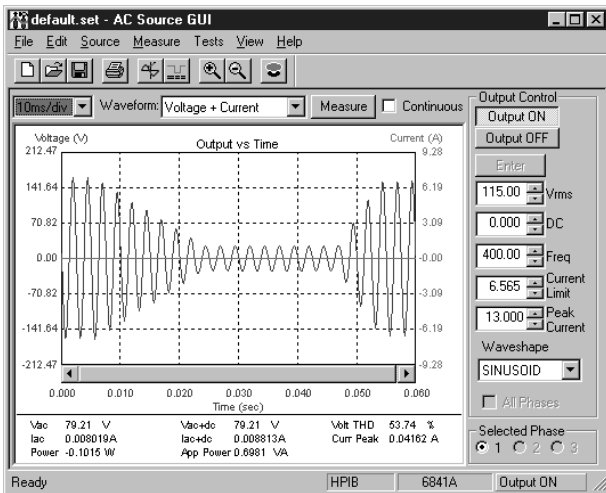 default.set - AC Source GUI
File Edit Source Measure Tests View Help
10ms/div Waveform: Voltage + Current Measure Continuous
Output Control
Output ON
Output OFF
Enter
115.00 Vrms
0.000 DC
400.00 Freq
6.565 Current Limit
13.000 Peak Current
Waveshape
SINUSOID
All Phases
Selected Phase
1 2 3
Voltage (V) Output vs Time Current (A)
212.47 9.28
141.64 6.19
70.82 3.09
0.00 -0.00
-70.82 -3.09
-141.64 -6.19
-212.47 -9.28
0.000 0.010 0.020 0.030 0.040 0.050 0.060
Time (sec)
Vac 79.21 V Vac+dc 79.21 V Volt THD 53.74 %
Iac 0.008019A Iac+dc 0.008813A Curr Peak 0.04162 A
Power -0.1015 W App Power 0.6981 VA
Ready HPIB 6841A Output ON